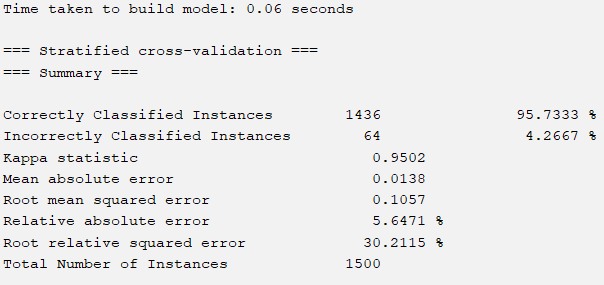 Time taken to build model: 0.06 seconds
=== Stratified cross-validation ===
=== Summary ===
Correctly Classified Instances 1436 95.7333 %
Incorrectly Classified Instances 64 4.2667 %
Kappa statistic 0.9502
Mean absolute error 0.0138
Root mean squared error 0.1057
Relative absolute error 5.6471 %
Root relative squared error 30.2115 %
Total Number of Instances 1500